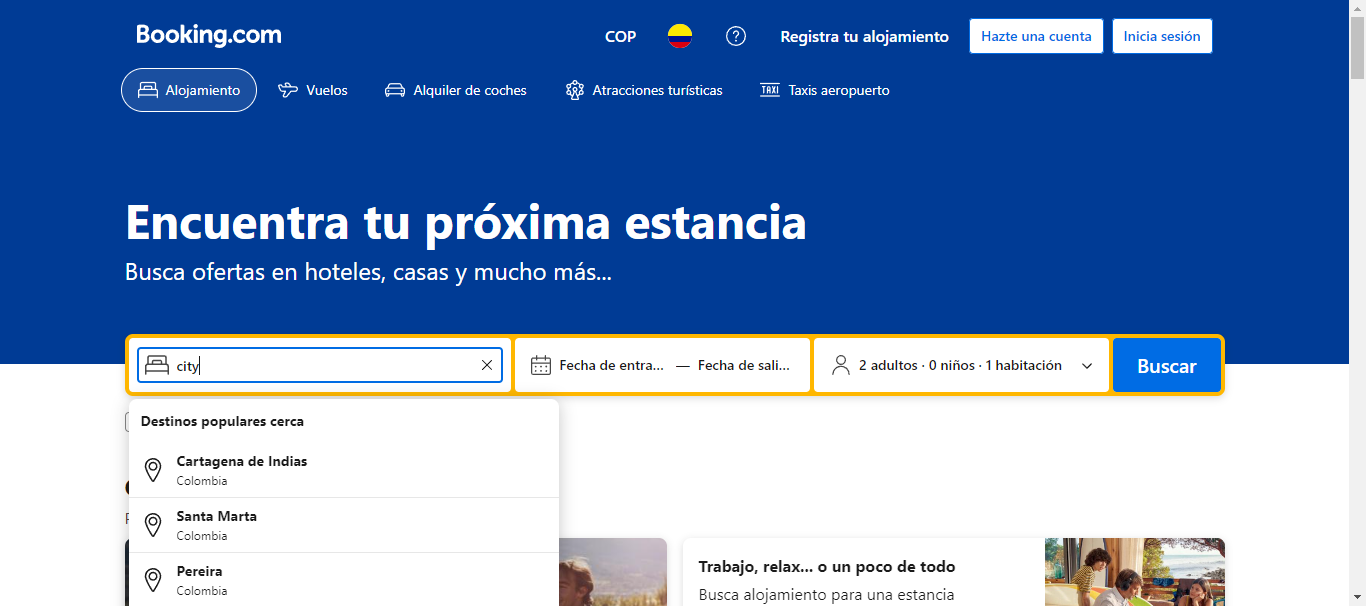 Booking.com
COP
Registra tu alojamiento
Hazte una cuenta
Inicia sesión
Alojamiento
Vuelos
Alquiler de coches
Atracciones turísticas
TAXI
Taxis aeropuerto
Encuentra tu próxima estancia
Busca ofertas en hoteles, casas y mucho más...
city
Fecha de entra... — Fecha de sali...
2 adultos · 0 niños · 1 habitación
Buscar
Destinos populares cerca
Cartagena de Indias
Colombia
Santa Marta
Colombia
Pereira
Colombia
Trabajo, relax... o un poco de todo
Busca alojamiento para una estancia